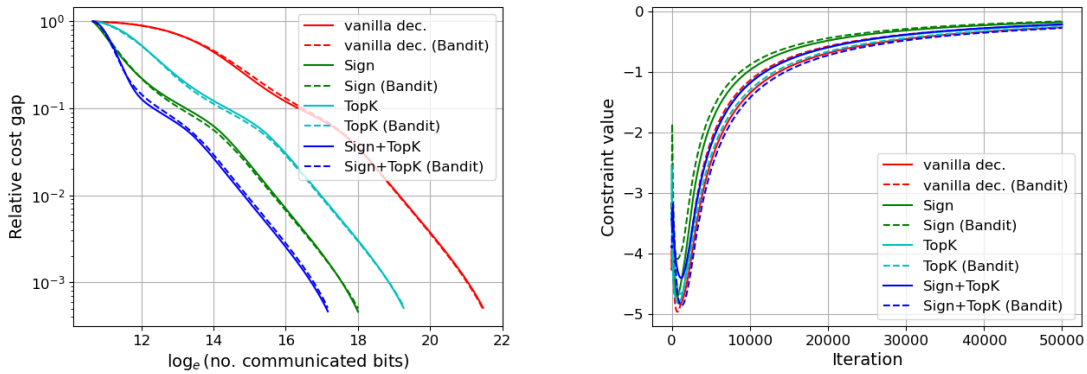 10⁰
10⁻¹
10⁻²
10⁻³
Relative cost gap
vanilla dec.
vanilla dec. (Bandit)
Sign
Sign (Bandit)
TopK
TopK (Bandit)
Sign+TopK
Sign+TopK (Bandit)
12 14 16 18 20 22
logₑ(no. communicated bits)
0
−1
−2
−3
−4
−5
Constraint value
vanilla dec.
vanilla dec. (Bandit)
Sign
Sign (Bandit)
TopK
TopK (Bandit)
Sign+TopK
Sign+TopK (Bandit)
0 10000 20000 30000 40000 50000
Iteration